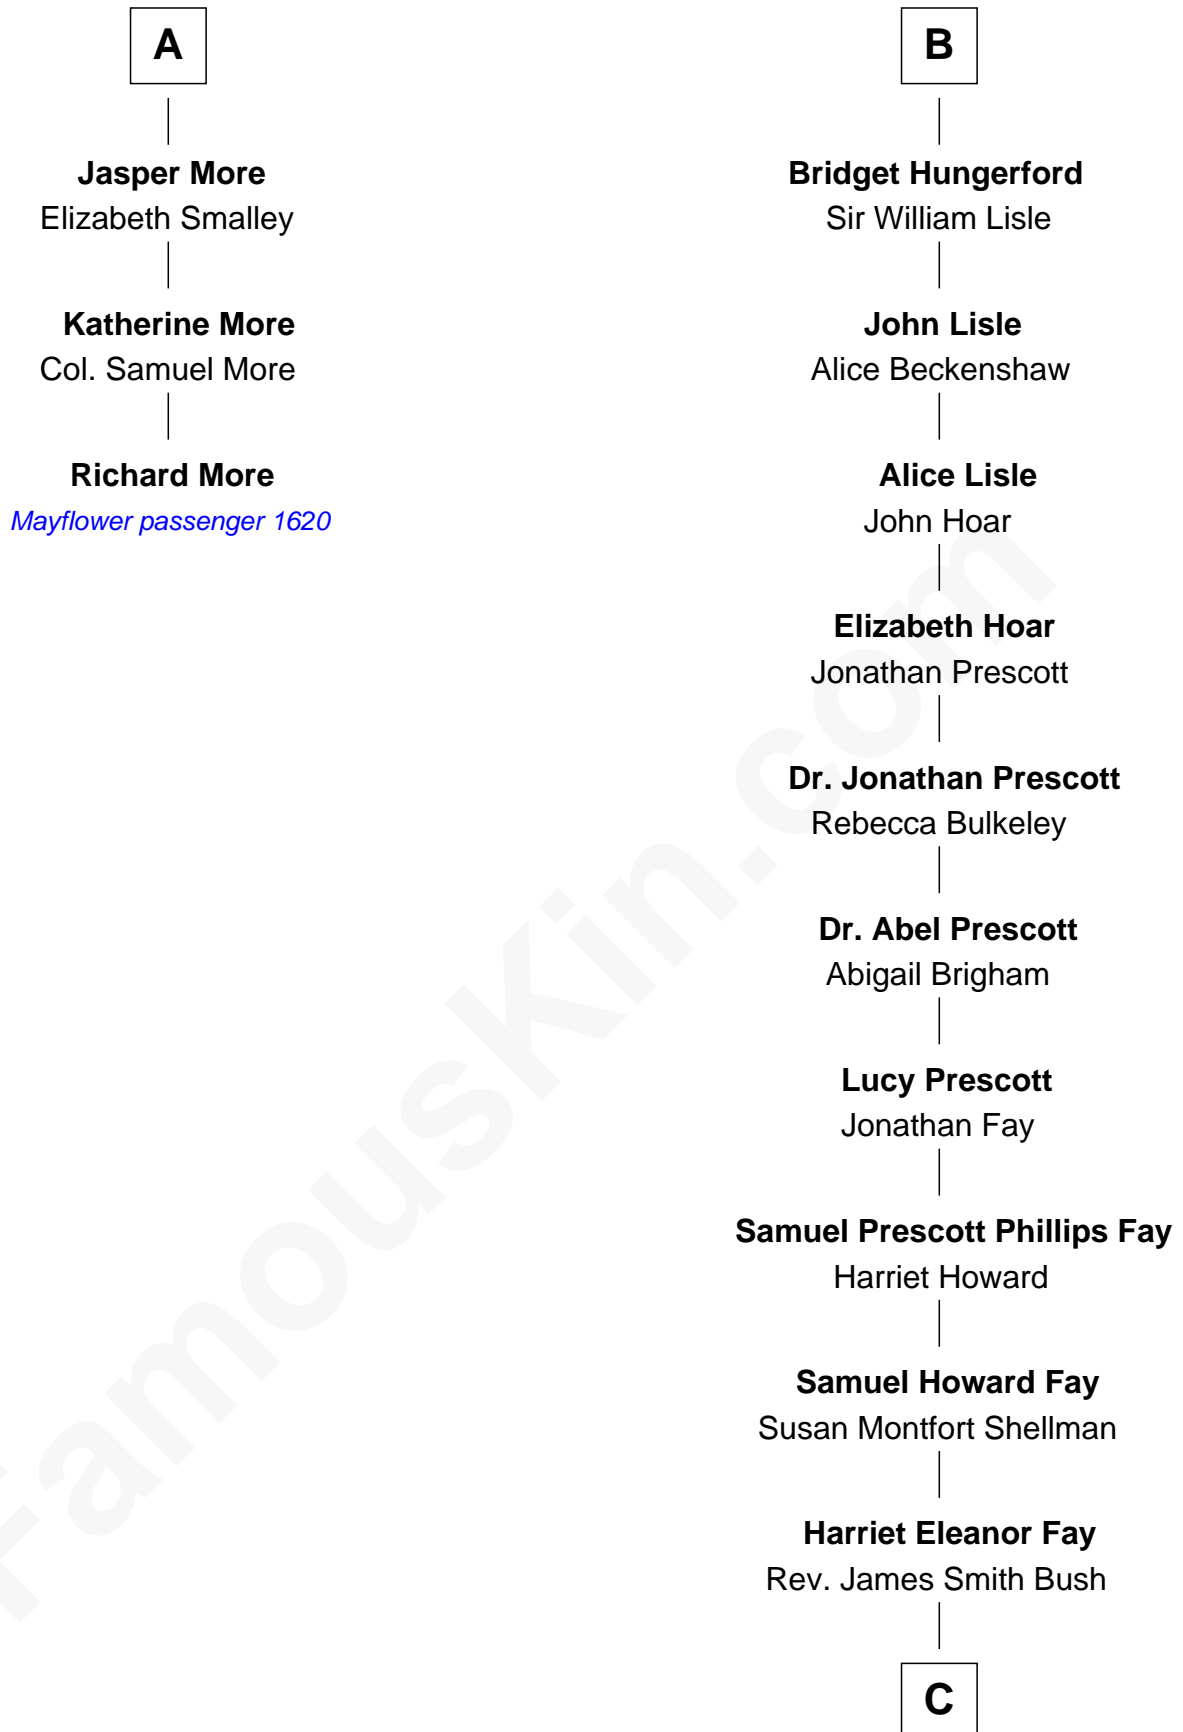 A
Jasper More
Elizabeth Smalley
Katherine More
Col. Samuel More
Richard More
Mayflower passenger 1620
B
Bridget Hungerford
Sir William Lisle
John Lisle
Alice Beckenshaw
Alice Lisle
John Hoar
Elizabeth Hoar
Jonathan Prescott
Dr. Jonathan Prescott
Rebecca Bulkeley
Dr. Abel Prescott
Abigail Brigham
Lucy Prescott
Jonathan Fay
Samuel Prescott Phillips Fay
Harriet Howard
Samuel Howard Fay
Susan Montfort Shellman
Harriet Eleanor Fay
Rev. James Smith Bush
C
FamousKin.com